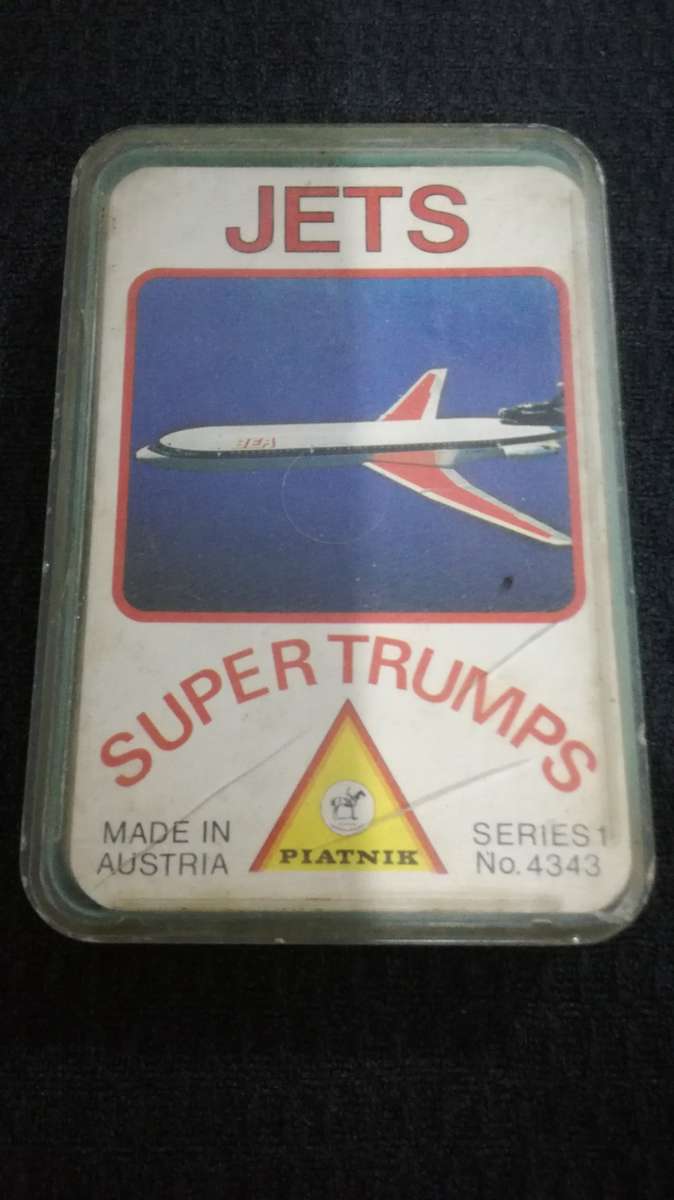 JETS
BEA
SUPER TRUMPS
MADE IN
AUSTRIA
PIATNIK
SERIES 1
No. 4343